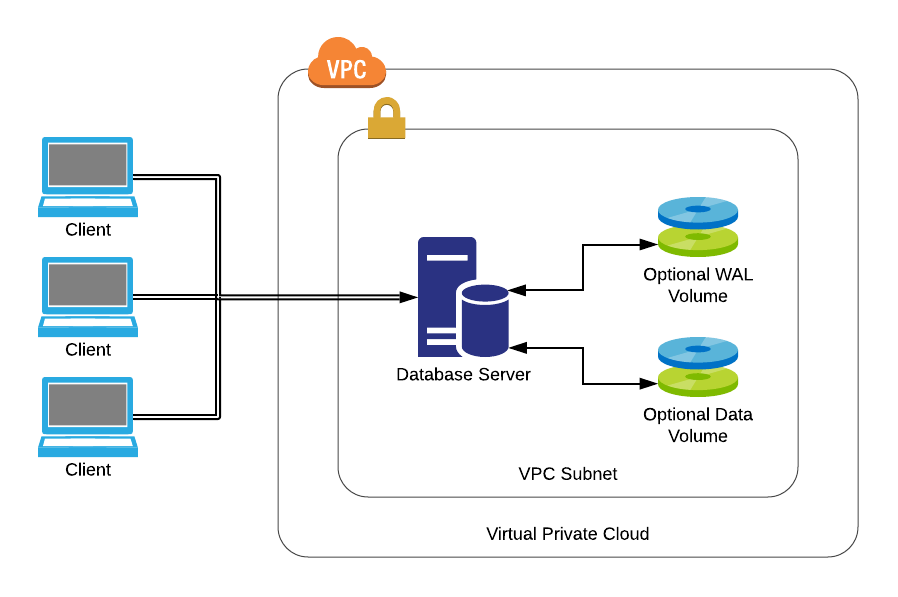 VPC
Client
Client
Client
Database Server
Optional WAL
Volume
Optional Data
Volume
VPC Subnet
Virtual Private Cloud